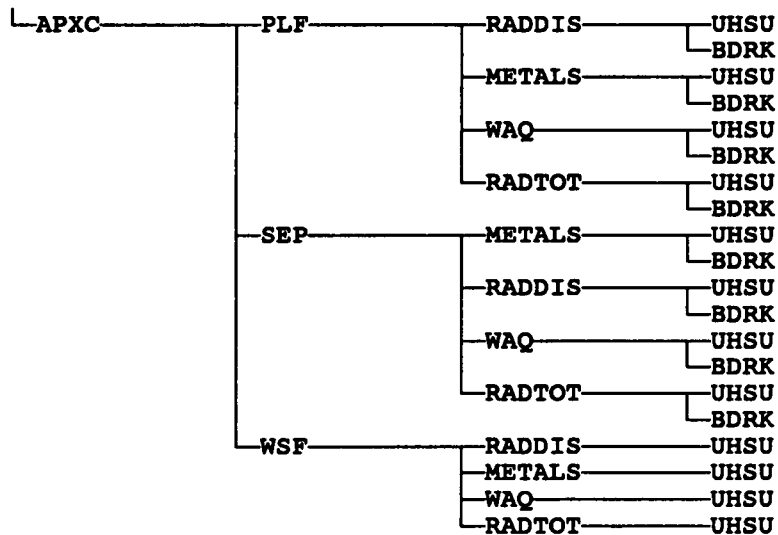 APXC PLF RADDIS UHSU
BDRK
METALS UHSU
BDRK
WAQ UHSU
BDRK
RADTOT UHSU
BDRK
SEP METALS UHSU
BDRK
RADDIS UHSU
BDRK
WAQ UHSU
BDRK
RADTOT UHSU
BDRK
WSF RADDIS UHSU
METALS UHSU
WAQ UHSU
RADTOT UHSU